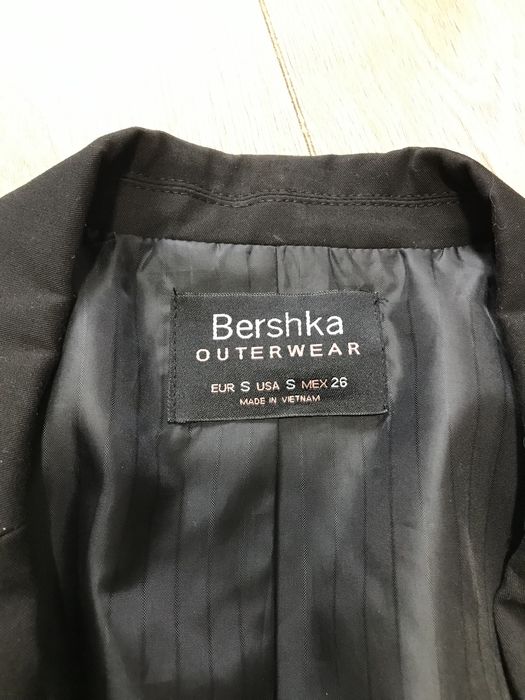 Bershka
OUTERWEAR
EUR S USA S MEX 26
MADE IN VIETNAM